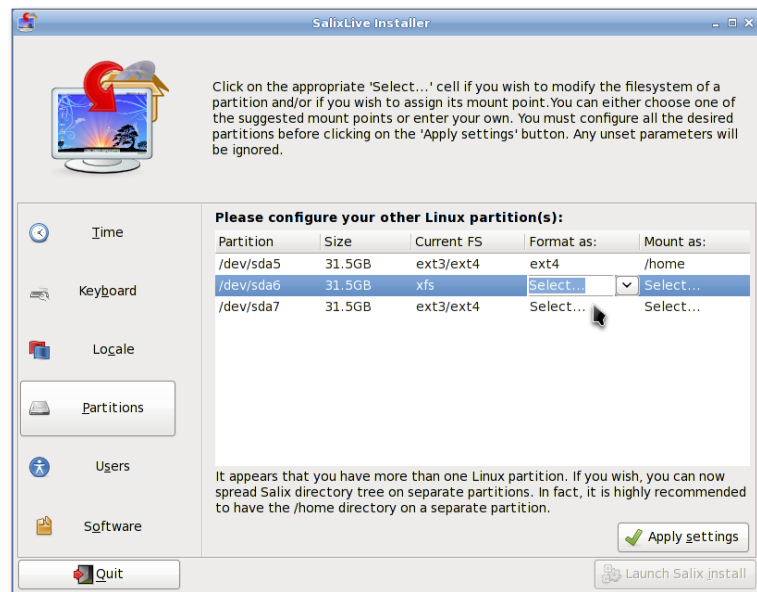 SalixLive Installer
Click on the appropriate 'Select...' cell if you wish to modify the filesystem of a
partition and/or if you wish to assign its mount point.You can either choose one of
the suggested mount points or enter your own. You must configure all the desired
partitions before clicking on the 'Apply settings' button. Any unset parameters will
be ignored.
Time
Keyboard
Locale
Partitions
Users
Software
Please configure your other Linux partition(s):
Partition Size Current FS Format as: Mount as:
/dev/sda5 31.5GB ext3/ext4 ext4 /home
/dev/sda6 31.5GB xfs Select... Select...
/dev/sda7 31.5GB ext3/ext4 Select... Select...
It appears that you have more than one Linux partition. If you wish, you can now
spread Salix directory tree on separate partitions. In fact, it is highly recommended
to have the /home directory on a separate partition.
Apply settings
Quit
Launch Salix install